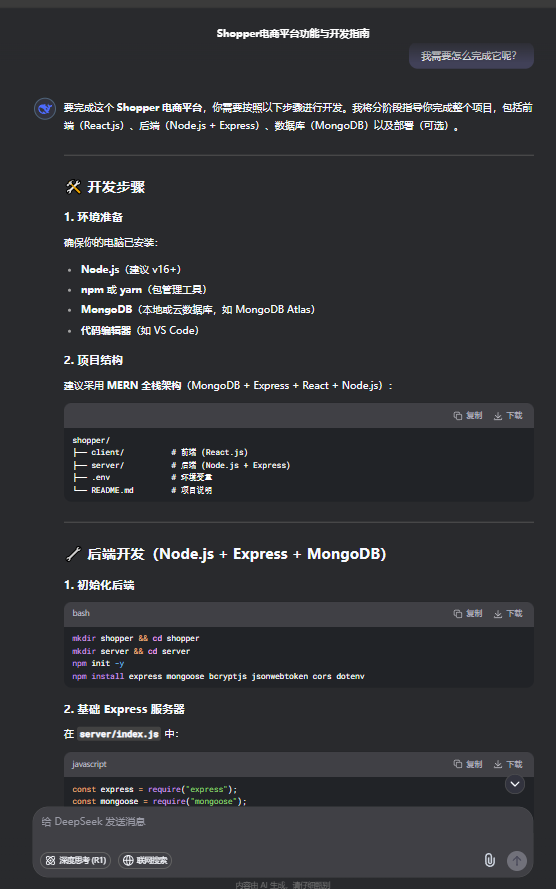 Shopper电商平台功能与开发指南
我需要怎么完成它呢?
要完成这个 Shopper 电商平台，你需要按照以下步骤进行开发。我将分阶段指导你完成整个项目，包括前
端（React.js）、后端（Node.js + Express）、数据库（MongoDB）以及部署（可选）。
🛠 开发步骤
1. 环境准备
确保你的电脑已安装：
• Node.js（建议 v16+）
• npm 或 yarn（包管理工具）
• MongoDB（本地或云数据库，如 MongoDB Atlas）
• 代码编辑器（如 VS Code）
2. 项目结构
建议采用 MERN 全栈架构（MongoDB + Express + React + Node.js）：
复制 下载
shopper/
├── client/ # 前端 (React.js)
├── server/ # 后端 (Node.js + Express)
├── .env # 环境变量
└── README.md # 项目说明
🔧 后端开发（Node.js + Express + MongoDB）
1. 初始化后端
bash 复制 下载
mkdir shopper && cd shopper
mkdir server && cd server
npm init -y
npm install express mongoose bcryptjs jsonwebtoken cors dotenv
2. 基础 Express 服务器
在 server/index.js 中：
javascript 复制 下载
const express = require("express");
const mongoose = require("mongoose");
给 DeepSeek 发送消息
深度思考 (R1) 联网搜索
内容由 AI 生成，请仔细甄别